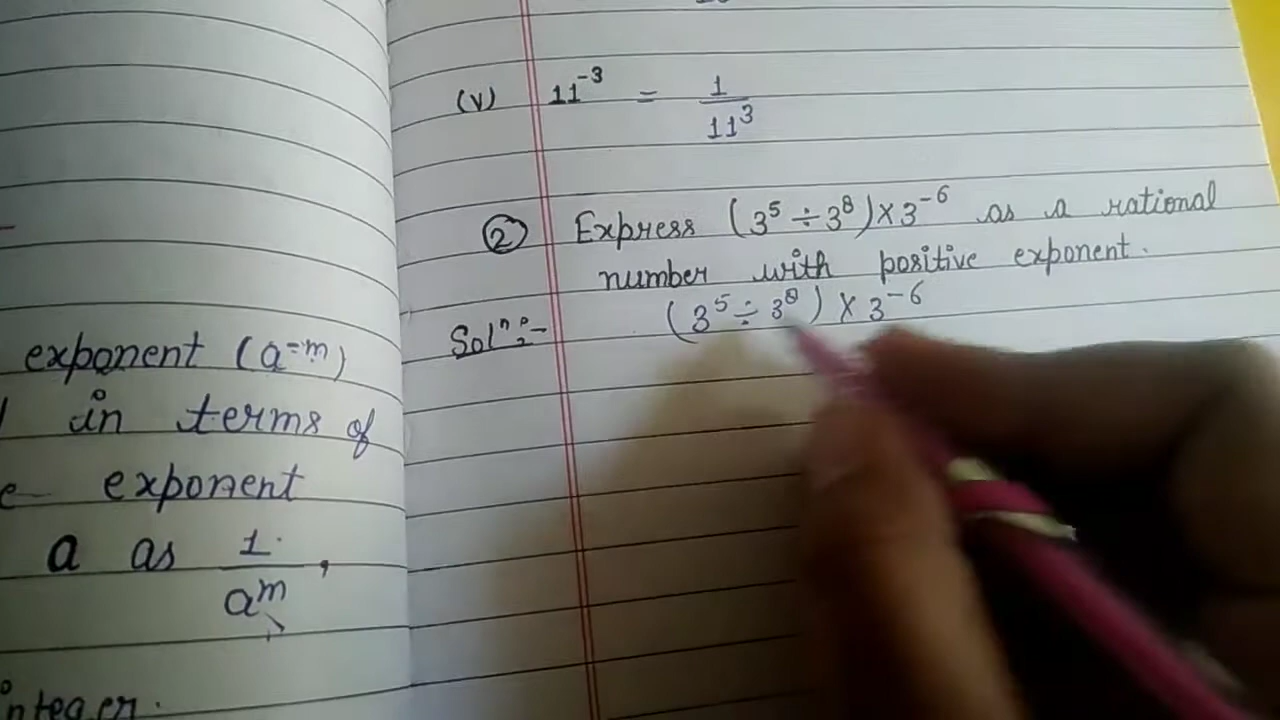 exponent (a⁻ᵐ)
in terms of
exponent
a as 1/aᵐ,
integer.
(v) 11⁻³ = 1/11³
② Express (3⁵ ÷ 3⁸) × 3⁻⁶ as a rational
number with positive exponent.
Solⁿ:- (3⁵ ÷ 3⁸) × 3⁻⁶